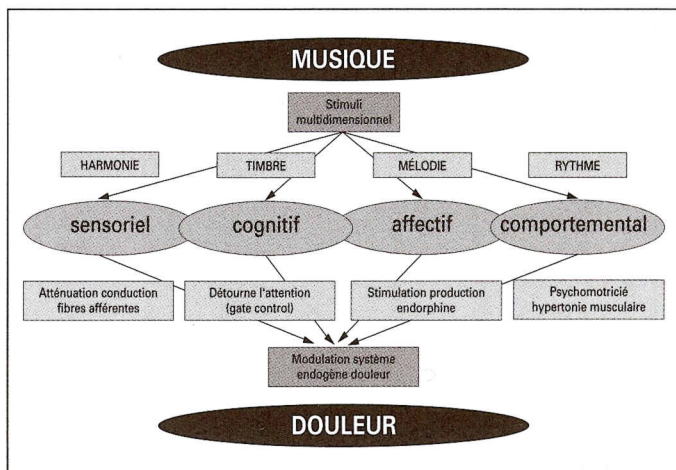 MUSIQUE
Stimuli
multidimensionnel
HARMONIE
TIMBRE
MÉLODIE
RYTHME
sensoriel
cognitif
affectif
comportemental
Atténuation conduction
fibres afférentes
Détourne l'attention
(gate control)
Stimulation production
endorphine
Psychomotricié
hypertonie musculaire
Modulation système
endogène douleur
DOULEUR